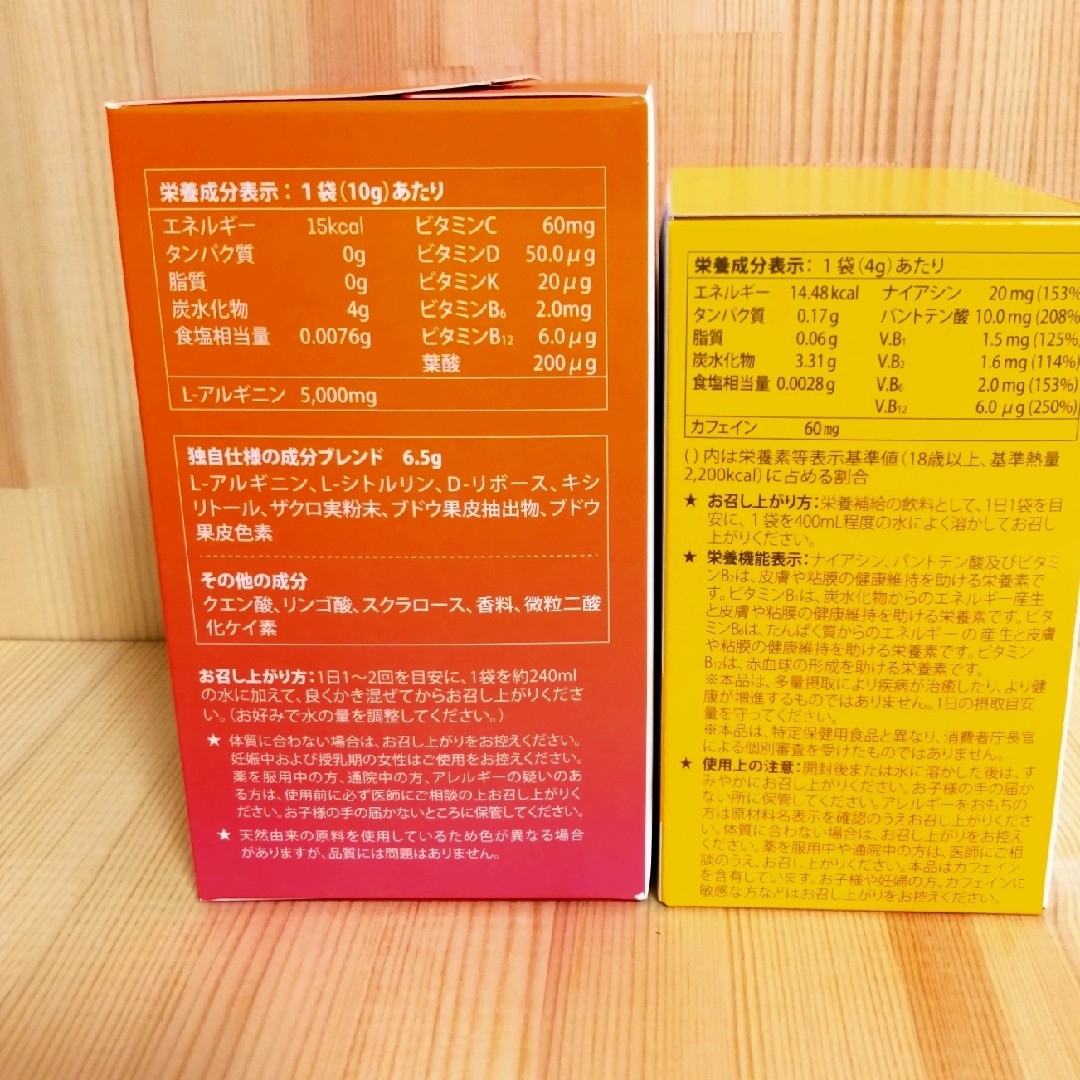 栄養成分表示：1袋(10g)あたり
エネルギー 15kcal ビタミンC 60mg
タンパク質 0g ビタミンD 50.0μg
脂質 0g ビタミンK 20μg
炭水化物 4g ビタミンB6 2.0mg
食塩相当量 0.0076g ビタミンB12 6.0μg
葉酸 200μg
L-アルギニン 5,000mg
独自仕様の成分ブレンド 6.5g
L-アルギニン、L-シトルリン、D-リボース、キシ
リトール、ザクロ実粉末、ブドウ果皮抽出物、ブドウ
果皮色素
その他の成分
クエン酸、リンゴ酸、スクラロース、香料、微粒二酸
化ケイ素
お召し上がり方：1日1～2回を目安に、1袋を約240ml
の水に加えて、良くかき混ぜてからお召し上がりくださ
い。（お好みで水の量を調整してください。）
★ 体質に合わない場合は、お召し上がりをお控えください。
妊娠中および授乳期の女性はご使用をお控えください。
薬を服用中の方、通院中の方、アレルギーの疑いのあ
る方は、使用前に必ず医師にご相談の上お召し上がりく
ださい。お子様の手の届かないところに保管してください。
★ 天然由来の原料を使用しているため色が異なる場合
がありますが、品質には問題はありません。
栄養成分表示：1袋(4g)あたり
エネルギー 14.48kcal ナイアシン 20mg(153%
タンパク質 0.17g パントテン酸 10.0mg(208%
脂質 0.06g V.B1 1.5mg(125%)
炭水化物 3.31g V.B2 1.6mg(114%)
食塩相当量 0.0028g V.B6 2.0mg(153%)
V.B12 6.0μg(250%)
カフェイン 60mg
()内は栄養素等表示基準値(18歳以上、基準熱量
2,200kcal)に占める割合
★ お召し上がり方：栄養補給の飲料として、1日1袋を目
安に、1袋を400mL程度の水によく溶かしてお召し
上がりください。
★ 栄養機能表示：ナイアシン、パントテン酸及びビタミ
ンB2は、皮膚や粘膜の健康維持を助ける栄養素で
す。ビタミンB1は、炭水化物からのエネルギー産生
と皮膚や粘膜の健康維持を助ける栄養素です。ビタ
ミンB6は、たんぱく質からのエネルギーの産生と皮膚
や粘膜の健康維持を助ける栄養素です。ビタミン
B12は、赤血球の形成を助ける栄養素です。
※本品は、多量摂取により疾病が治癒したり、より健
康が増進するものではありません。1日の摂取目安
量を守ってください。
※本品は、特定保健用食品と異なり、消費者庁長官
による個別審査を受けたものではありません。
★ 使用上の注意：開封後または水に溶かした後は、す
みやかにお召し上がりください。お子様の手の届か
ない所に保管してください。アレルギーをおもちの
方は原材料名表示を確認のうえお召し上がりくださ
い。体質に合わない場合は、お召し上がりをお控え
ください。薬を服用中や通院中の方は、医師にご相
談のうえ、お召し上がりください。本品はカフェイン
を含有しています。お子様や妊婦の方、カフェインに
敏感な方などはお召し上がりをお控えください。